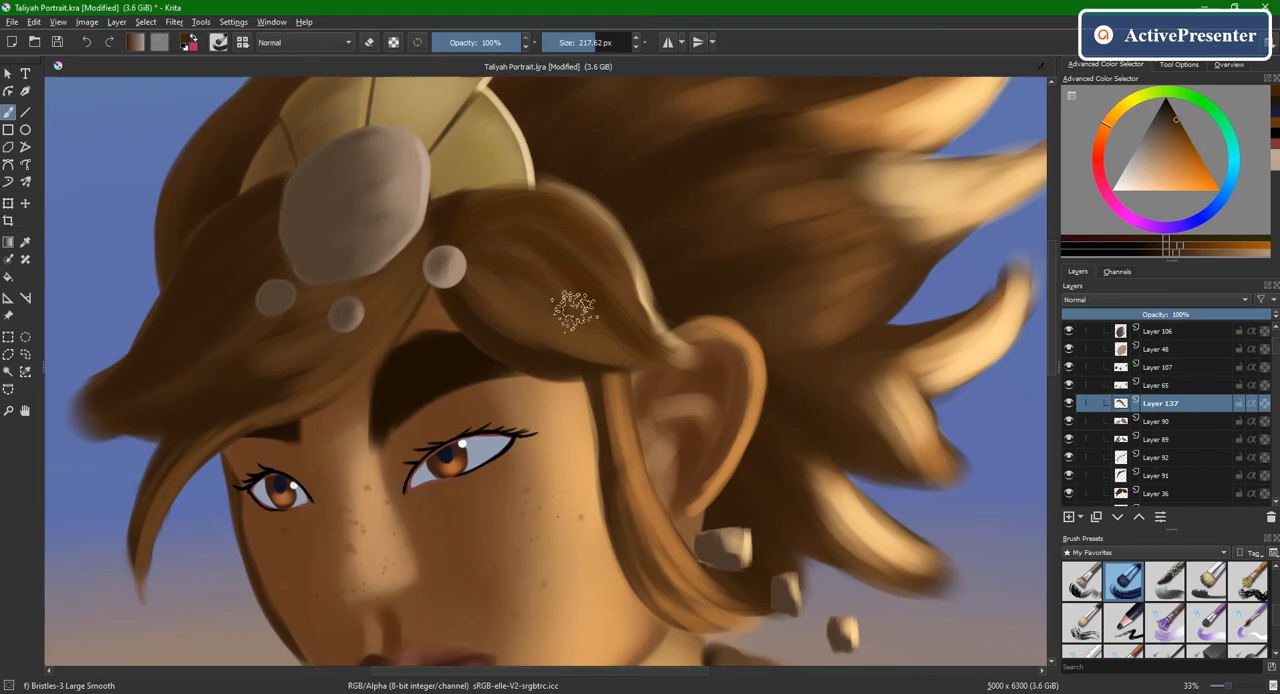 Taliyah Portrait.kra [Modified] (3.6 GiB) * - Krita
File Edit View Image Layer Select Filter Tools Settings Window Help
Normal
Opacity: 100%
Size: 217.62 px
ActivePresenter
Taliyah Portrait.kra [Modified] (3.6 GiB)
Advanced Color Selector Tool Options Overview
Advanced Color Selector
Layers Channels
Layers
Normal
Opacity: 100%
Layer 106
Layer 48
Layer 107
Layer 65
Layer 137
Layer 90
Layer 89
Layer 92
Layer 91
Layer 36
Brush Presets
★ My Favorites
Tag
Search
f) Bristles-3 Large Smooth
RGB/Alpha (8-bit integer/channel) sRGB-elle-V2-srgbtrc.icc
5000 x 6300 (3.6 GiB)
33%